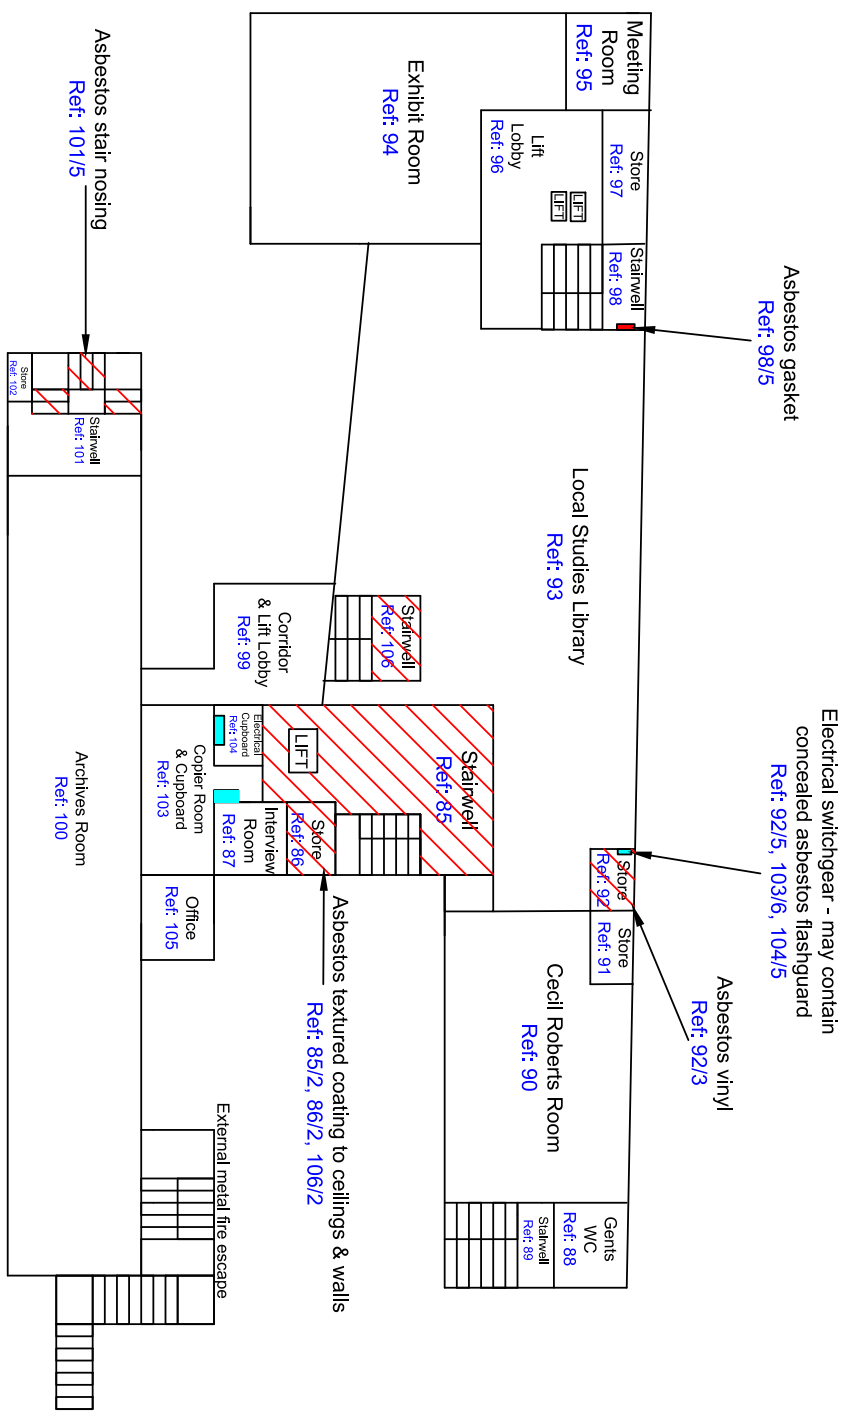 Meeting
Room
Ref: 95
Exhibit Room
Ref: 94
Lift
Lobby
Ref: 96
Store
Ref: 97
LIFT
LIFT
Stairwell
Ref: 98
Asbestos gasket
Ref: 98/5
Asbestos stair nosing
Ref: 101/5
Store
Ref: 102
Stairwell
Ref: 101
Local Studies Library
Ref: 93
Stairwell
Ref: 106
Corridor
& Lift Lobby
Ref: 99
Electrical switchgear - may contain
concealed asbestos flashguard
Ref: 92/5, 103/6, 104/5
Stairwell
Ref: 85
LIFT
Electrical
Cupboard
Ref: 104
Copier Room
& Cupboard
Ref: 103
Archives Room
Ref: 100
Store
Ref: 86
Interview
Room
Ref: 87
Store
Ref: 92
Store
Ref: 91
Asbestos vinyl
Ref: 92/3
Office
Ref: 105
Asbestos textured coating to ceilings & walls
Ref: 85/2, 86/2, 106/2
Cecil Roberts Room
Ref: 90
External metal fire escape
Gents
WC
Ref: 88
Stairwell
Ref: 89